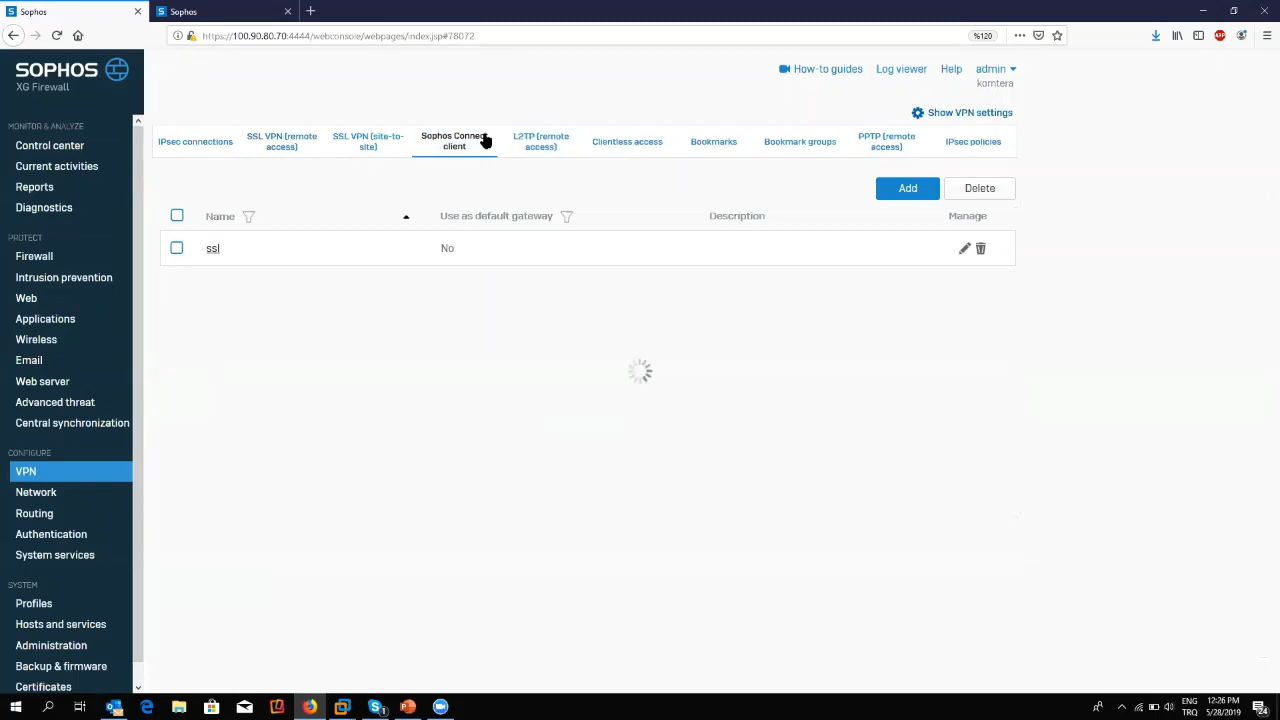 Sophos
Sophos
https://100.90.80.70:4444/webconsole/webpages/index.jsp#78072
%120
SOPHOS
XG Firewall
How-to guides
Log viewer
Help
admin
komtera
Show VPN settings
IPsec connections
SSL VPN (remote
access)
SSL VPN (site-to-
site)
Sophos Connect
client
L2TP (remote
access)
Clientless access
Bookmarks
Bookmark groups
PPTP (remote
access)
IPsec policies
Add
Delete
Name
Use as default gateway
Description
Manage
ssl
No
MONITOR & ANALYZE
Control center
Current activities
Reports
Diagnostics
PROTECT
Firewall
Intrusion prevention
Web
Applications
Wireless
Email
Web server
Advanced threat
Central synchronization
CONFIGURE
VPN
Network
Routing
Authentication
System services
SYSTEM
Profiles
Hosts and services
Administration
Backup & firmware
Certificates
ABP
1
ENG
TRQ
12:26 PM
5/28/2019
24